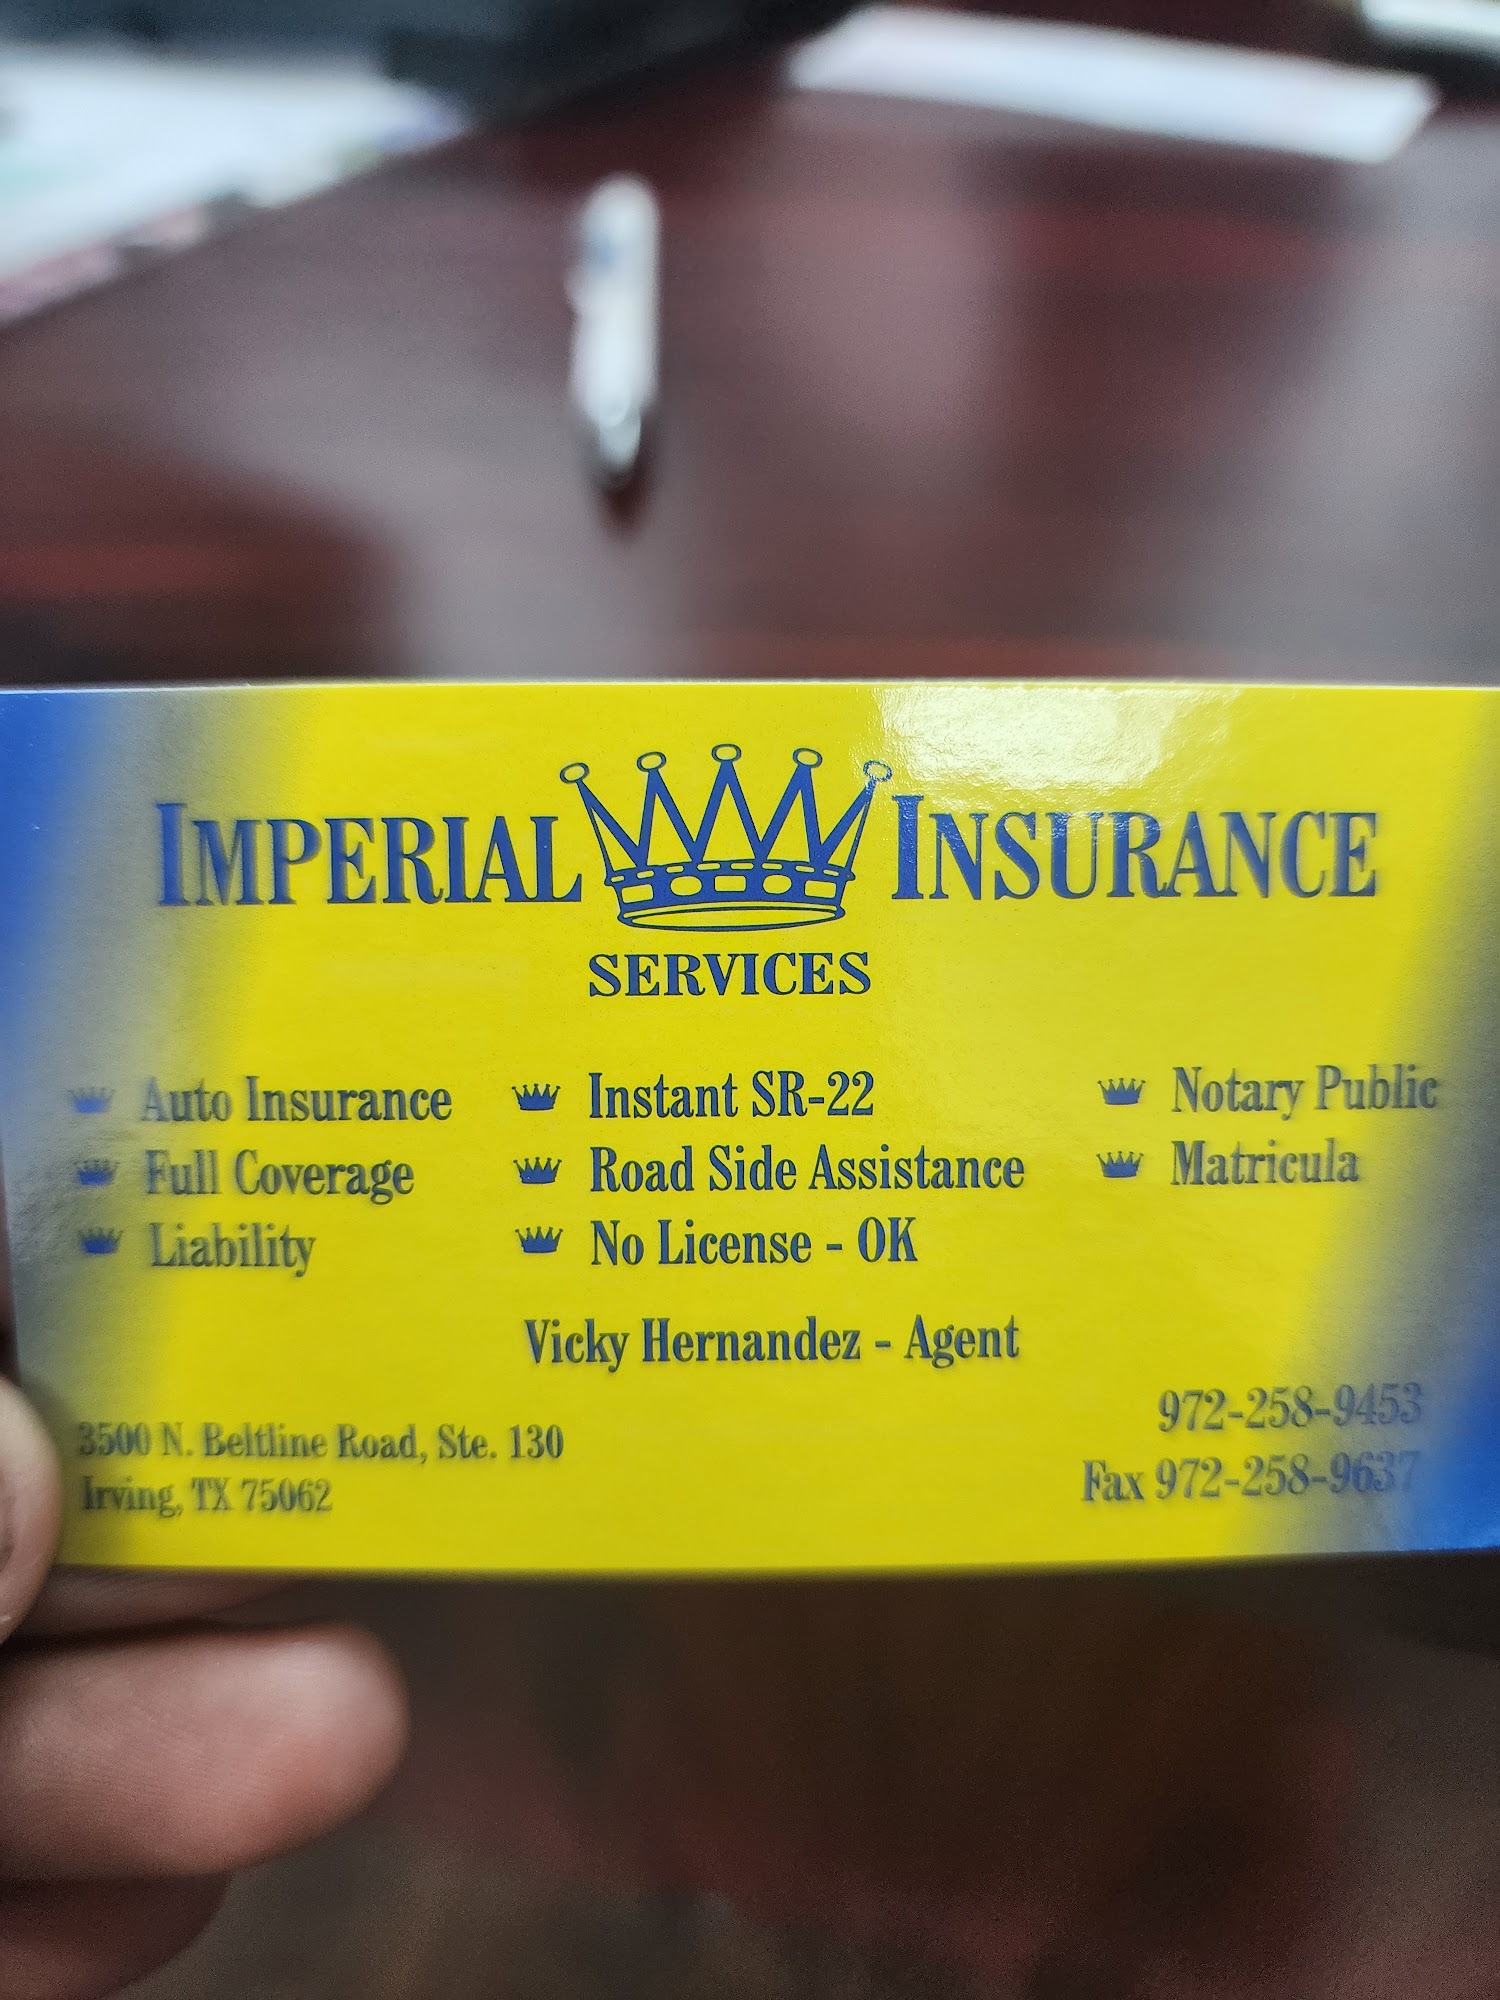 IMPERIAL INSURANCE
SERVICES
Auto Insurance
Full Coverage
Liability
Instant SR-22
Road Side Assistance
No License - OK
Notary Public
Matricula
Vicky Hernandez - Agent
3500 N. Beltline Road, Ste. 130
Irving, TX 75062
972-258-9453
Fax 972-258-9637